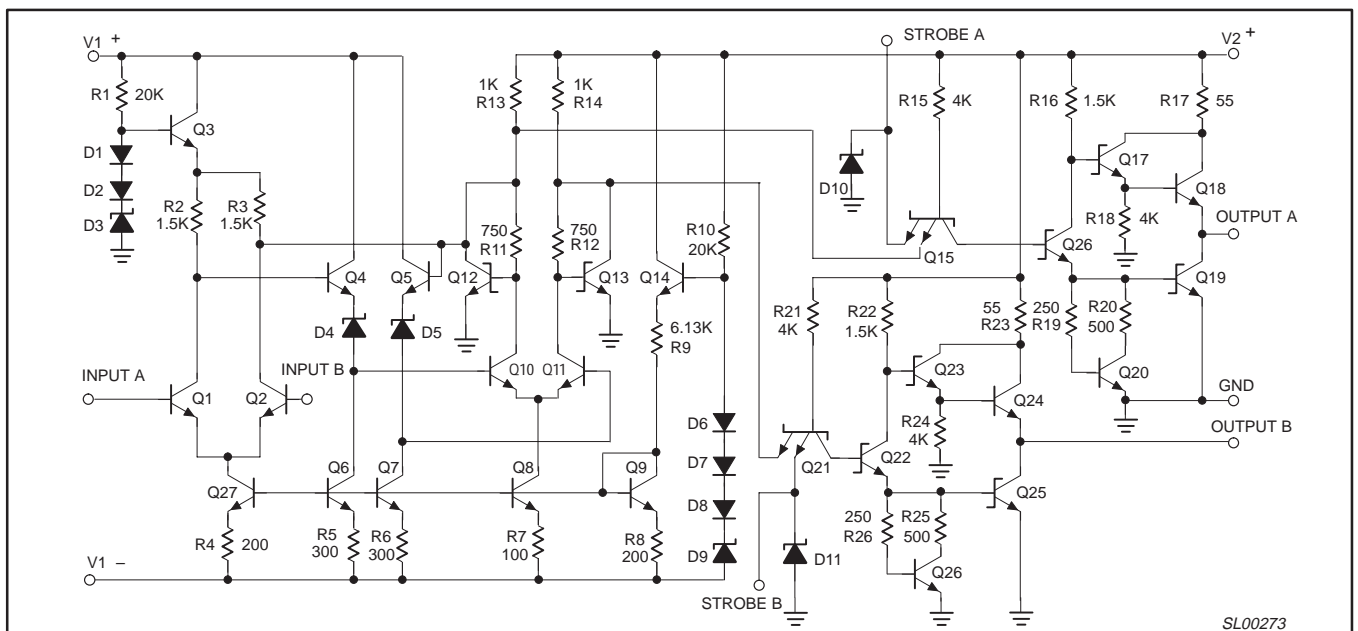 V1 +
STROBE A
V2 +
R1 20K
Q3
D1
D2
D3
R2 1.5K
R3 1.5K
1K R13
1K R14
R15 4K
R16 1.5K
R17 55
D10
Q17
Q18
R18 4K
OUTPUT A
750 R11
750 R12
R10 20K
Q15
Q26
Q4
Q5
Q12
Q13
Q14
Q19
D4
D5
6.13K R9
R21 4K
R22 1.5K
55 R23
250 R19
R20 500
INPUT A
INPUT B
Q1
Q2
Q10
Q11
Q23
Q20
Q24
GND
D6
R24 4K
OUTPUT B
D7
Q21
Q22
Q27
Q6
Q7
Q8
Q9
D8
Q25
R4 200
R5 300
R6 300
R7 100
R8 200
D9
D11
250 R26
R25 500
Q26
V1 –
STROBE B
SL00273